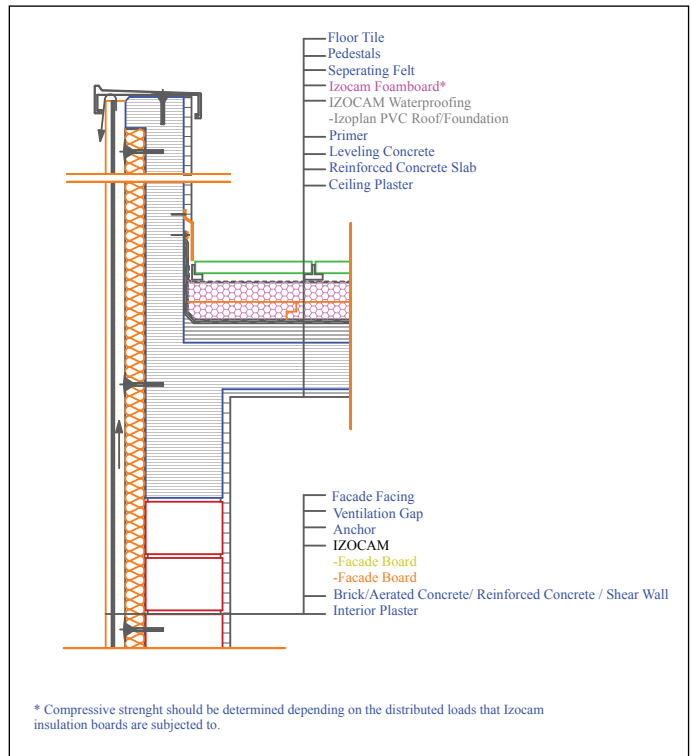 Floor Tile
Pedestals
Seperating Felt
Izocam Foamboard*
IZOCAM Waterproofing
-Izoplan PVC Roof/Foundation
Primer
Leveling Concrete
Reinforced Concrete Slab
Ceiling Plaster
Facade Facing
Ventilation Gap
Anchor
IZOCAM
-Facade Board
-Facade Board
Brick/Aerated Concrete/ Reinforced Concrete / Shear Wall
Interior Plaster
* Compressive strenght should be determined depending on the distributed loads that Izocam
insulation boards are subjected to.